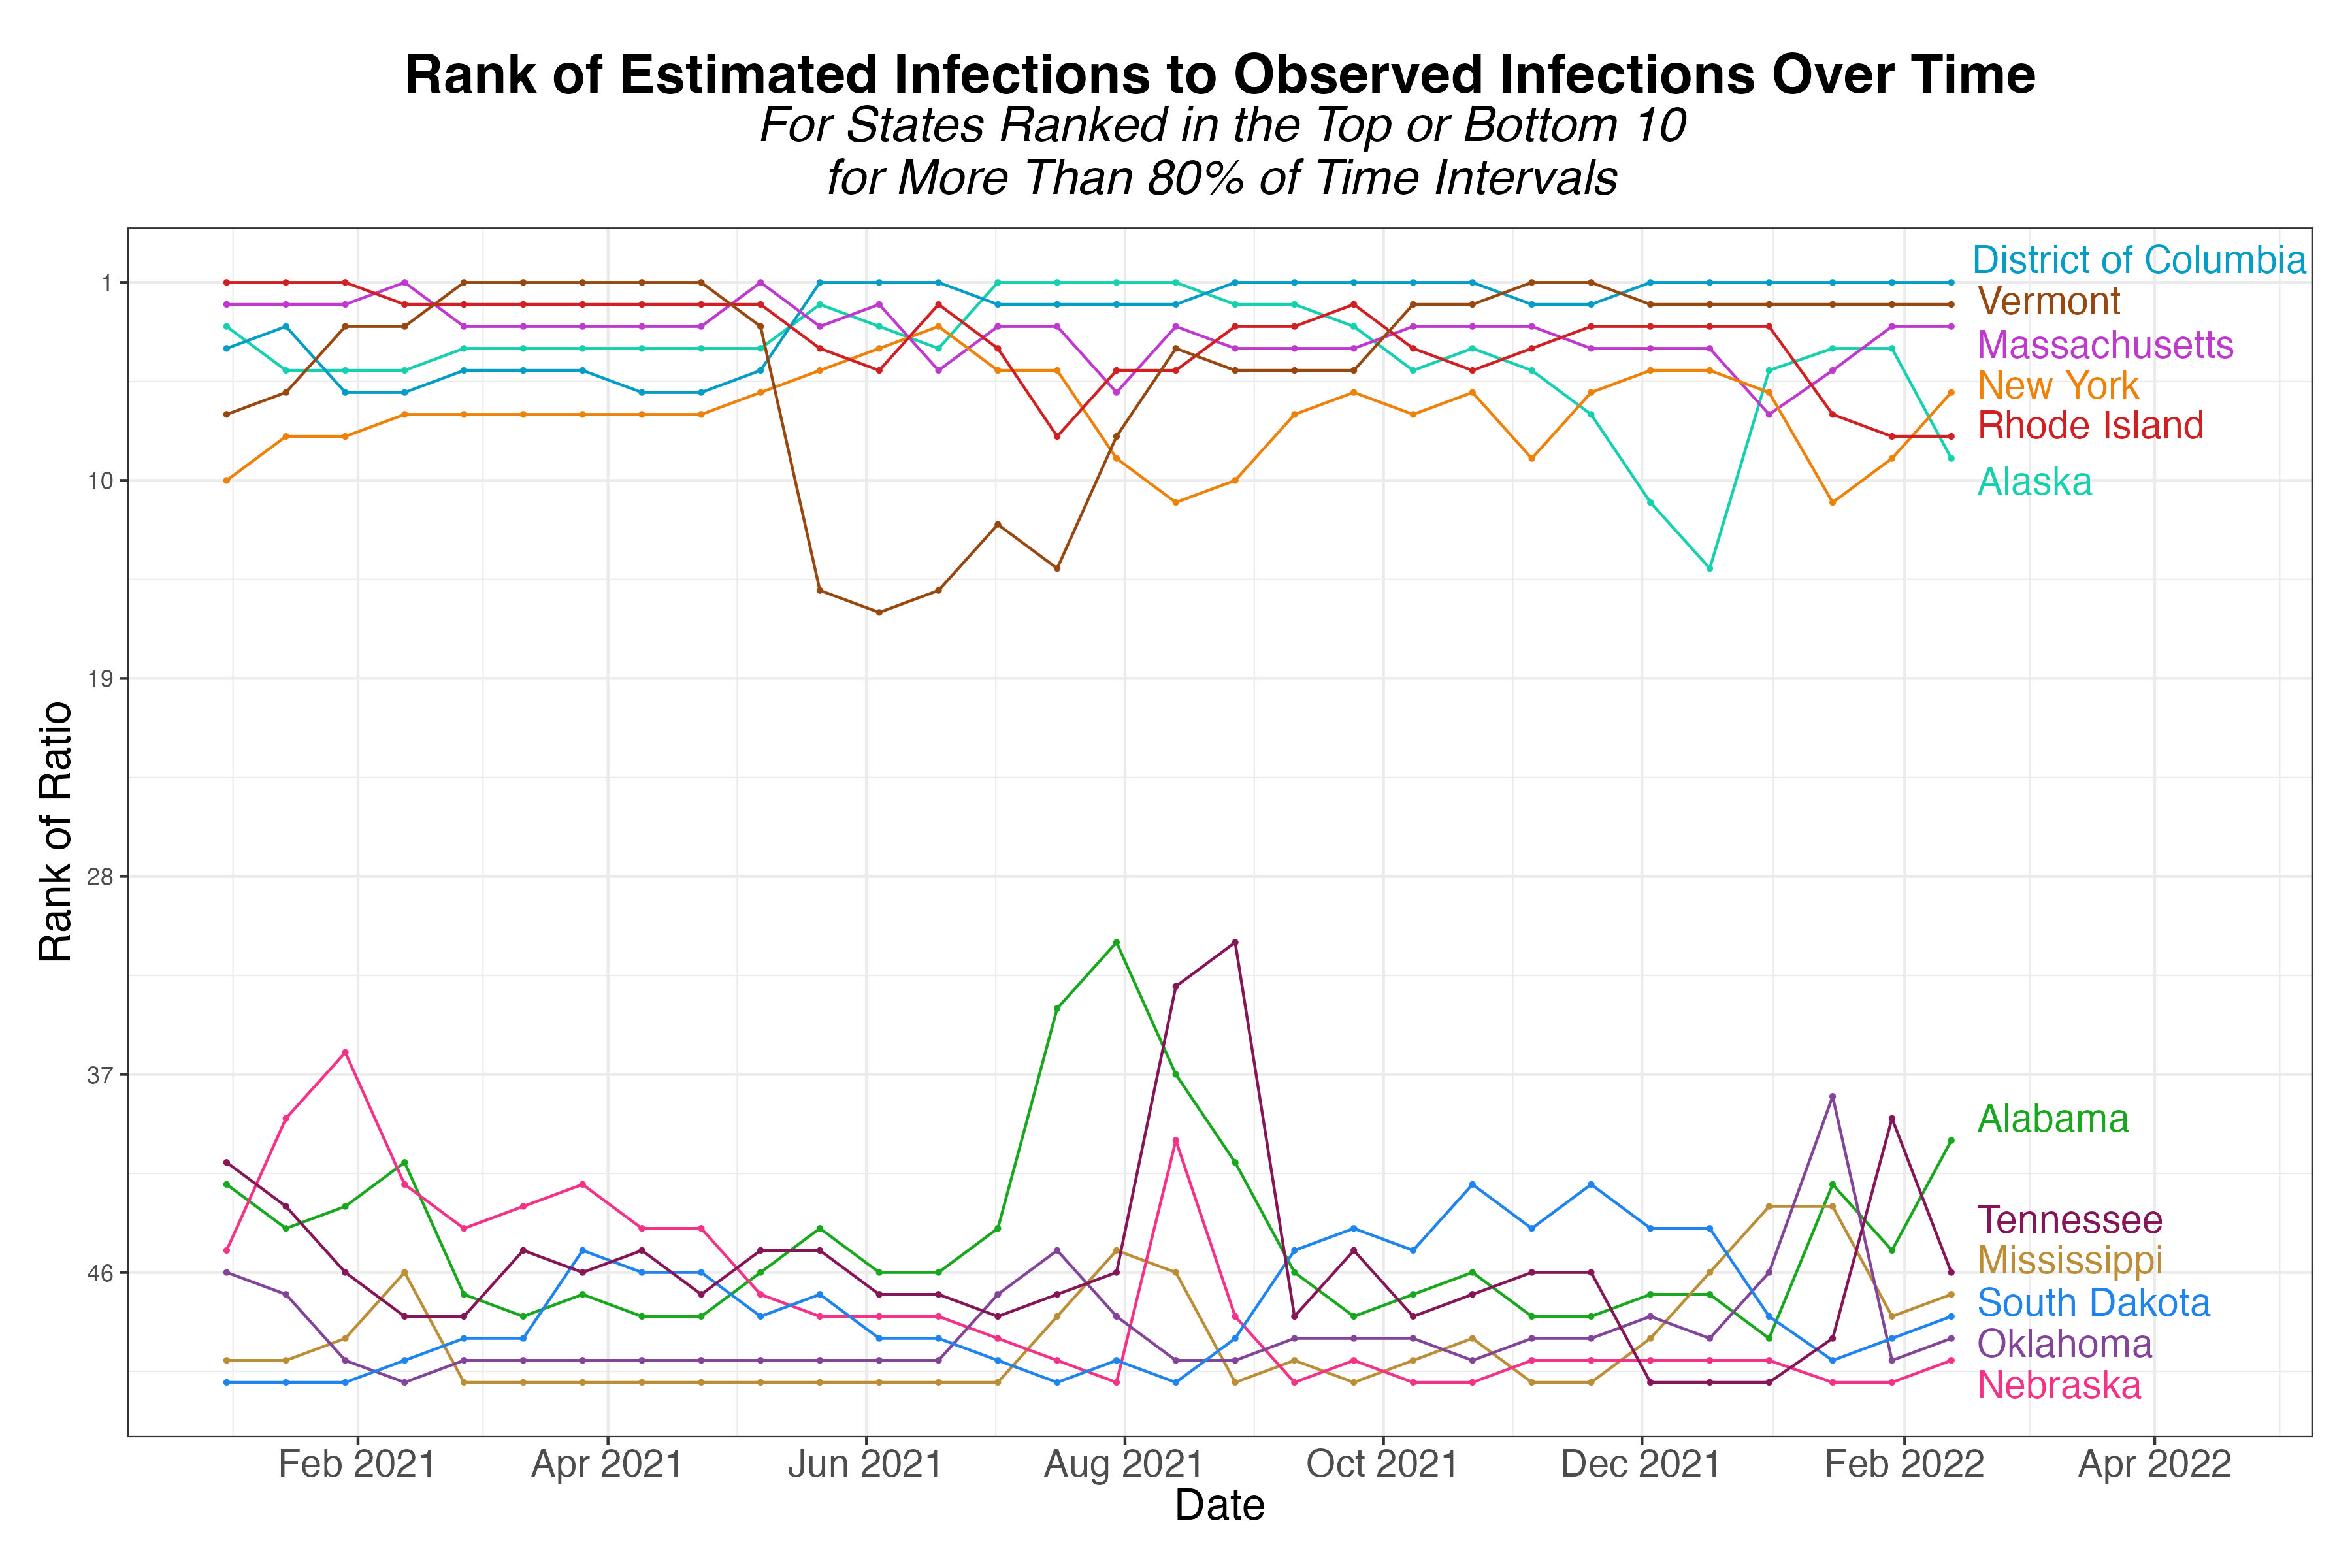 Rank of Estimated Infections to Observed Infections Over Time
For States Ranked in the Top or Bottom 10
for More Than 80% of Time Intervals
Rank of Ratio
1
10
19
28
37
46
District of Columbia
Vermont
Massachusetts
New York
Rhode Island
Alaska
Alabama
Tennessee
Mississippi
South Dakota
Oklahoma
Nebraska
Feb 2021 Apr 2021 Jun 2021 Aug 2021 Oct 2021 Dec 2021 Feb 2022 Apr 2022
Date